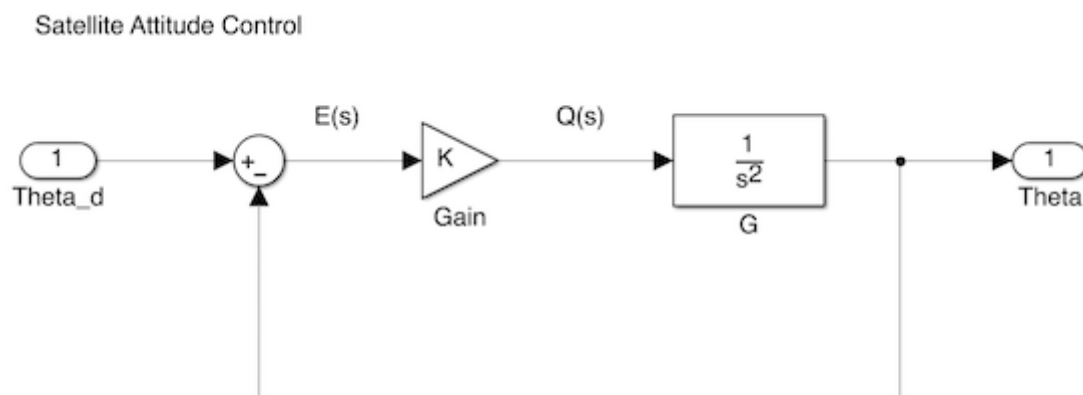 Satellite Attitude Control
E(s)
Q(s)
1
Theta_d
+
−
K
Gain
1
s2
G
1
Theta